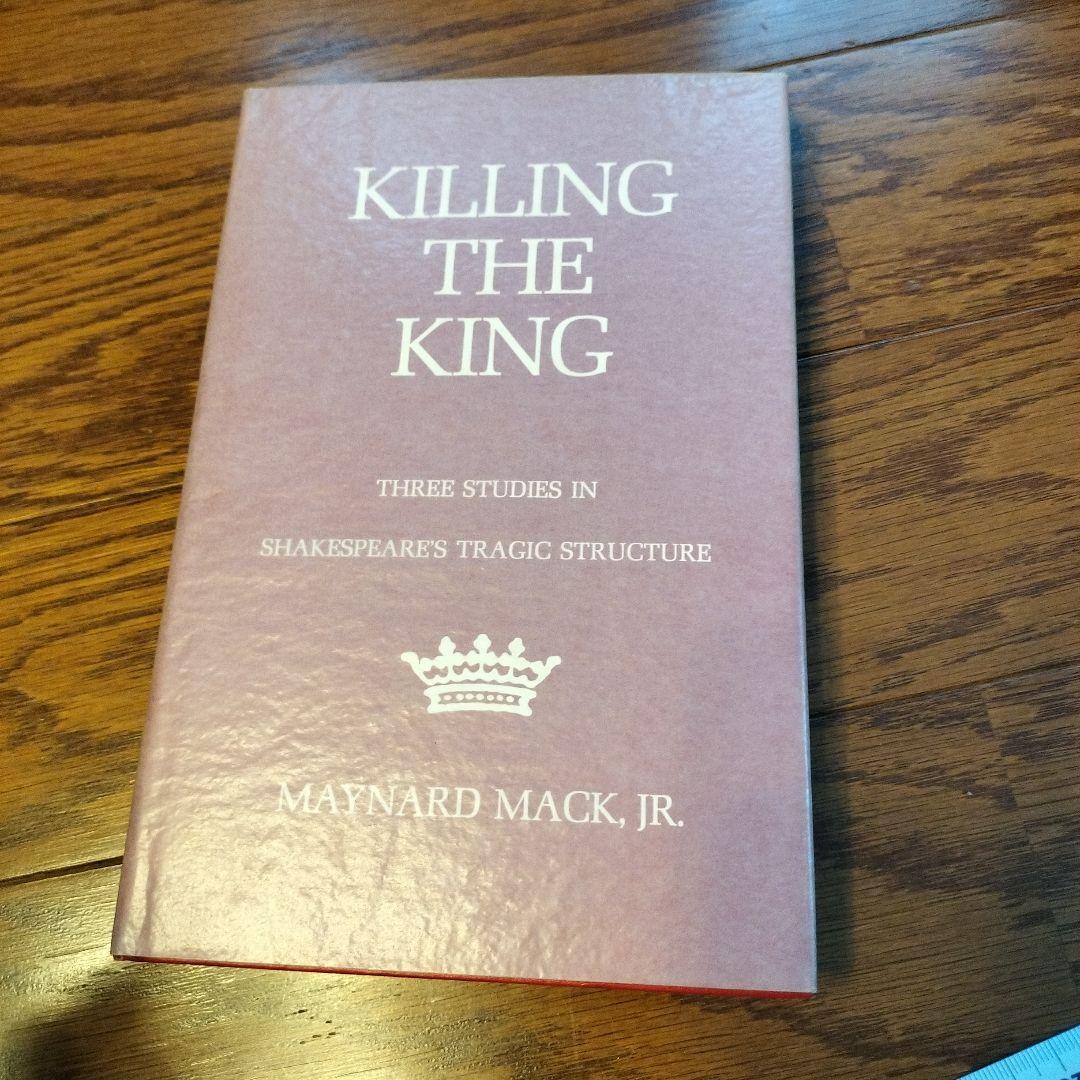 KILLING
THE
KING
THREE STUDIES IN
SHAKESPEARE'S TRAGIC STRUCTURE
MAYNARD MACK, JR.